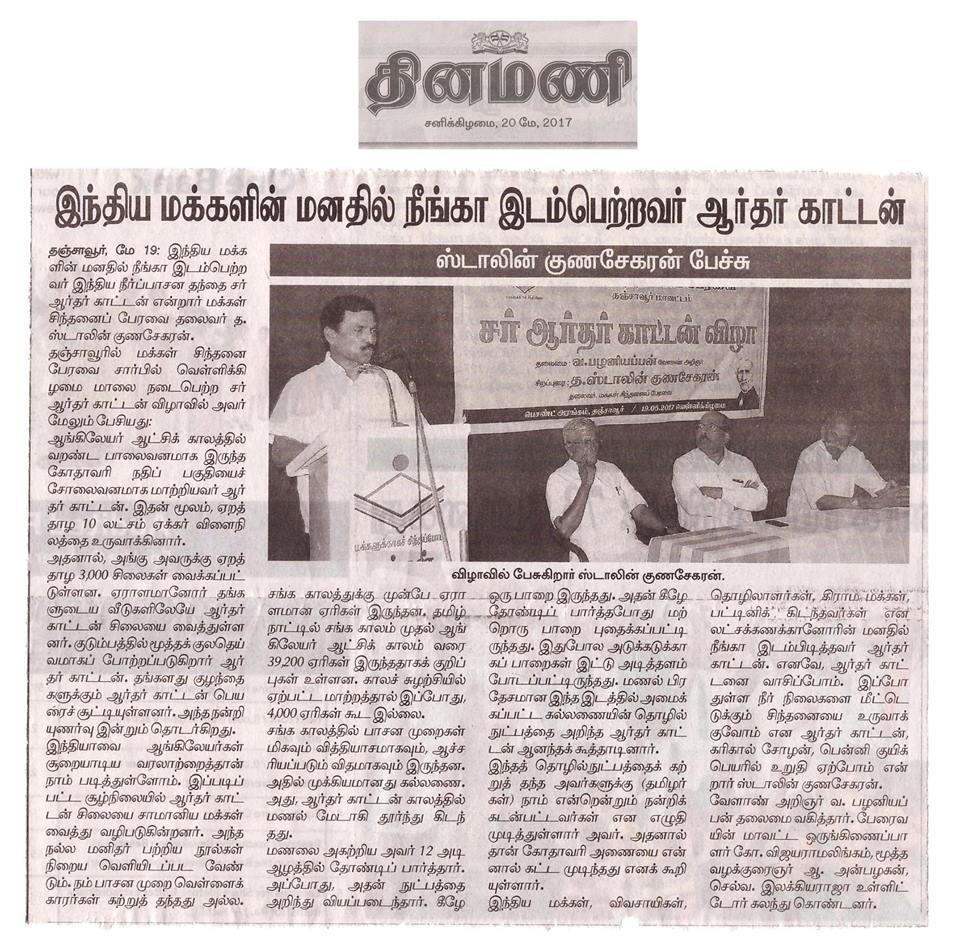 தினமணி
சனிக்கிழமை, 20 மே, 2017
இந்திய மக்களின் மனதில் நீங்கா இடம்பெற்றவர் ஆர்தர் காட்டன்
தஞ்சாவூர், மே 19: இந்திய மக்க
ளின் மனதில் நீங்கா இடம்பெற்ற
வர் இந்திய நீர்ப்பாசன தந்தை சர்
ஆர்தர் காட்டன் என்றார் மக்கள்
சிந்தனைப் பேரவை தலைவர் த.
ஸ்டாலின் குணசேகரன்.
தஞ்சாவூரில் மக்கள் சிந்தனை
பேரவை சார்பில் வெள்ளிக்கி
ழமை மாலை நடைபெற்ற சர்
ஆர்தர் காட்டன் விழாவில் அவர்
மேலும் பேசியது:
ஆங்கிலேயர் ஆட்சிக் காலத்தில்
வறண்ட பாலைவனமாக இருந்த
கோதாவரி நதிப் பகுதியைச்
சோலைவனமாக மாற்றியவர் ஆர்
தர் காட்டன். இதன் மூலம், ஏறத்
தாழ 10 லட்சம் ஏக்கர் விளைநி
லத்தை உருவாக்கினார்.
அதனால், அங்கு அவருக்கு ஏறத்
தாழ 3,000 சிலைகள் வைக்கப்பட்
டுள்ளன. ஏராளமானோர் தங்க
ளுடைய வீடுகளிலேயே ஆர்தர்
காட்டன் சிலையை வைத்துள்ள
னர். குடும்பத்தில் மூத்தக் குலதெய்
வமாகப் போற்றப்படுகிறார் ஆர்
தர் காட்டன். தங்களது குழந்தை
களுக்கும் ஆர்தர் காட்டன் பெய
ரைச் சூட்டியுள்ளனர். அந்த நன்றி
யுணர்வு இன்றும் தொடர்கிறது.
இந்தியாவை ஆங்கிலேயர்கள்
சூறையாடிய வரலாற்றைத்தான்
நாம் படித்துள்ளோம். இப்படிப்
பட்ட சூழ்நிலையில் ஆர்தர் காட்
டன் சிலையை சாமானிய மக்கள்
வைத்து வழிபடுகின்றனர். அந்த
நல்ல மனிதர் பற்றிய நூல்கள்
நிறைய வெளியிடப்பட வேண்
டும். நம் பாசன முறை வெள்ளைக்
காரர்கள் கற்றுத் தந்தது அல்ல.
ஸ்டாலின் குணசேகரன் பேச்சு
தஞ்சாவூர் மாவட்டம்
சர் ஆர்தர் காட்டன் விழா
தலைமை : வ.பழனியப்பன் வேளாண் அறிஞர்
சிறப்புரை : த.ஸ்டாலின் குணசேகரன்
தலைவர், மக்கள் சிந்தனைப் பேரவை
பெசண்ட் அரங்கம், தஞ்சாவூர் / 19.05.2017 வெள்ளிக்கிழமை
மக்களுக்காகச் சிந்திப்போம்
விழாவில் பேசுகிறார் ஸ்டாலின் குணசேகரன்.
சங்க காலத்துக்கு முன்பே ஏரா
ளமான ஏரிகள் இருந்தன. தமிழ்
நாட்டில் சங்க காலம் முதல் ஆங்
கிலேயர் ஆட்சிக் காலம் வரை
39,200 ஏரிகள் இருந்ததாகக் குறிப்
புகள் உள்ளன. காலச் சுழற்சியில்
ஏற்பட்ட மாற்றத்தால் இப்போது,
4,000 ஏரிகள் கூட இல்லை.
சங்க காலத்தில் பாசன முறைகள்
மிகவும் வித்தியாசமாகவும், ஆச்ச
ரியப்படும் விதமாகவும் இருந்தன.
அதில் முக்கியமானது கல்லணை.
அது, ஆர்தர் காட்டன் காலத்தில்
மணல் மேடாகி தூர்ந்து கிடந்
தது.
மணலை அகற்றிய அவர் 12 அடி
ஆழத்தில் தோண்டிப் பார்த்தார்.
அப்போது, அதன் நுட்பத்தை
அறிந்து வியப்படைந்தார். கீழே
ஒரு பாறை இருந்தது. அதன் கீழே
தோண்டிப் பார்த்தபோது மற்
றொரு பாறை புதைக்கப்பட்டி
ருந்தது. இதுபோல அடுக்கடுக்கா
கப் பாறைகள் இட்டு அடித்தளம்
போடப்பட்டிருந்தது. மணல் பிர
தேசமான இந்த இடத்தில் அமைக்
கப்பட்ட கல்லணையின் தொழில்
நுட்பத்தை அறிந்த ஆர்தர் காட்
டன் ஆனந்தக் கூத்தாடினார்.
இந்தத் தொழில்நுட்பத்தைக் கற்
றுத் தந்த அவர்களுக்கு (தமிழர்
கள்) நாம் என்றென்றும் நன்றிக்
கடன்பட்டவர்கள் என எழுதி
முடித்துள்ளார் அவர். அதனால்
தான் கோதாவரி அணையை என்
னால் கட்ட முடிந்தது எனக் கூறி
யுள்ளார்.
இந்திய மக்கள், விவசாயிகள்,
தொழிலாளர்கள், கிராம மக்கள்,
பட்டினிக் கிடந்தவர்கள் என
லட்சக்கணக்கானோரின் மனதில்
நீங்கா இடம்பிடித்தவர் ஆர்தர்
காட்டன். எனவே, ஆர்தர் காட்
டனை வாசிப்போம். இப்போ
துள்ள நீர் நிலைகளை மீட்டெ
டுக்கும் சிந்தனையை உருவாக்
குவோம் என ஆர்தர் காட்டன்,
கரிகால் சோழன், பென்னி குயிக்
பெயரில் உறுதி ஏற்போம் என்
றார் ஸ்டாலின் குணசேகரன்.
வேளாண் அறிஞர் வ. பழனியப்
பன் தலைமை வகித்தார். பேரவை
யின் மாவட்ட ஒருங்கிணைப்பா
ளர் கோ. விஜயராமலிங்கம், மூத்த
வழக்குரைஞர் ஆ. அன்பழகன்,
செல்வ. இலக்கியராஜா உள்ளிட்
டோர் கலந்து கொண்டனர்.